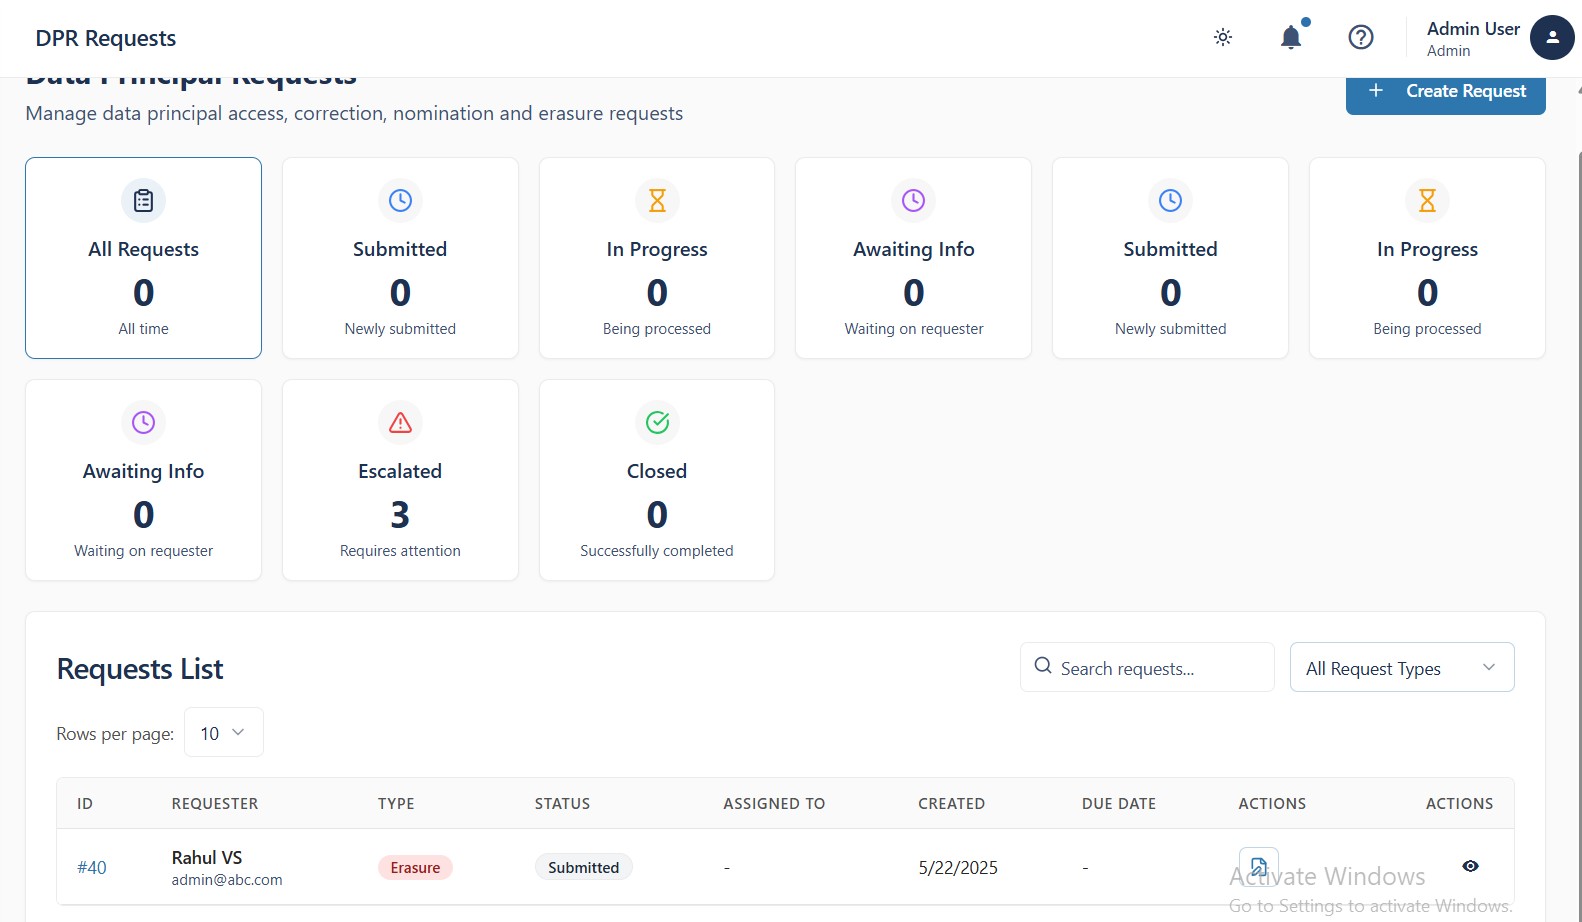 DPR Requests
Admin User
Admin
Data Principal Requests
Manage data principal access, correction, nomination and erasure requests
+ Create Request
All Requests
0
All time
Submitted
0
Newly submitted
In Progress
0
Being processed
Awaiting Info
0
Waiting on requester
Submitted
0
Newly submitted
In Progress
0
Being processed
Awaiting Info
0
Waiting on requester
Escalated
3
Requires attention
Closed
0
Successfully completed
Requests List
Search requests...
All Request Types
Rows per page: 10
ID REQUESTER TYPE STATUS ASSIGNED TO CREATED DUE DATE ACTIONS ACTIONS
#40 Rahul VS Erasure Submitted - 5/22/2025 -
admin@abc.com
Activate Windows
Go to Settings to activate Windows.